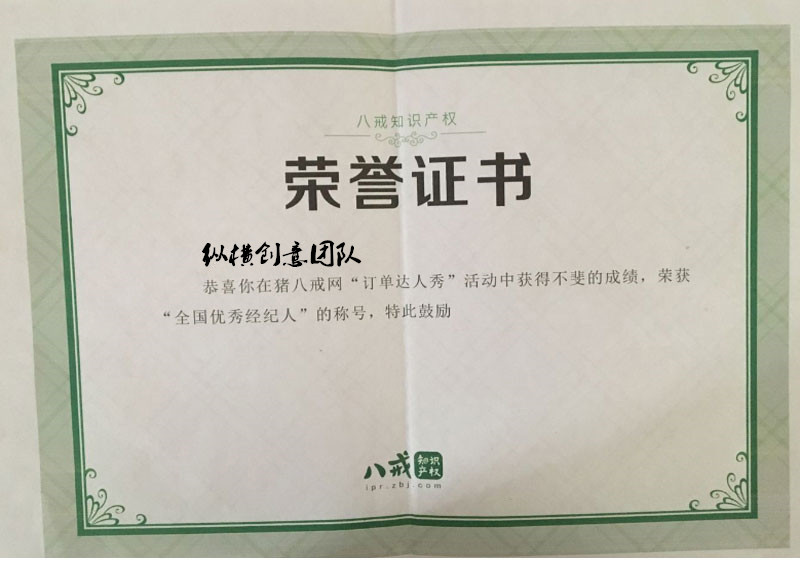 八戒知识产权
荣誉证书
纵横创意团队
恭喜你在猪八戒网“订单达人秀”活动中获得不斐的成绩，荣获
“全国优秀经纪人”的称号，特此鼓励
八戒 知识产权
ipr.zbj.com